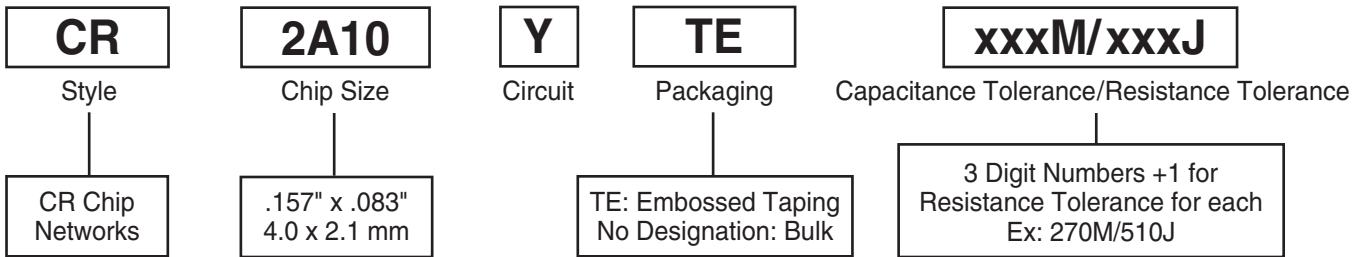 CR 2A10 Y TE xxxM/xxxJ
Style Chip Size Circuit Packaging Capacitance Tolerance/Resistance Tolerance
CR Chip
Networks
.157" x .083"
4.0 x 2.1 mm
TE: Embossed Taping
No Designation: Bulk
3 Digit Numbers +1 for
Resistance Tolerance for each
Ex: 270M/510J